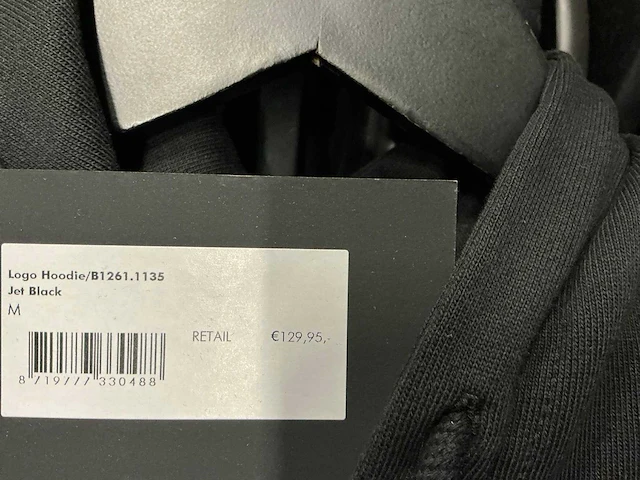 Logo Hoodie/B1261.1135
Jet Black
M
RETAIL €129,95,-
8 719777 330488